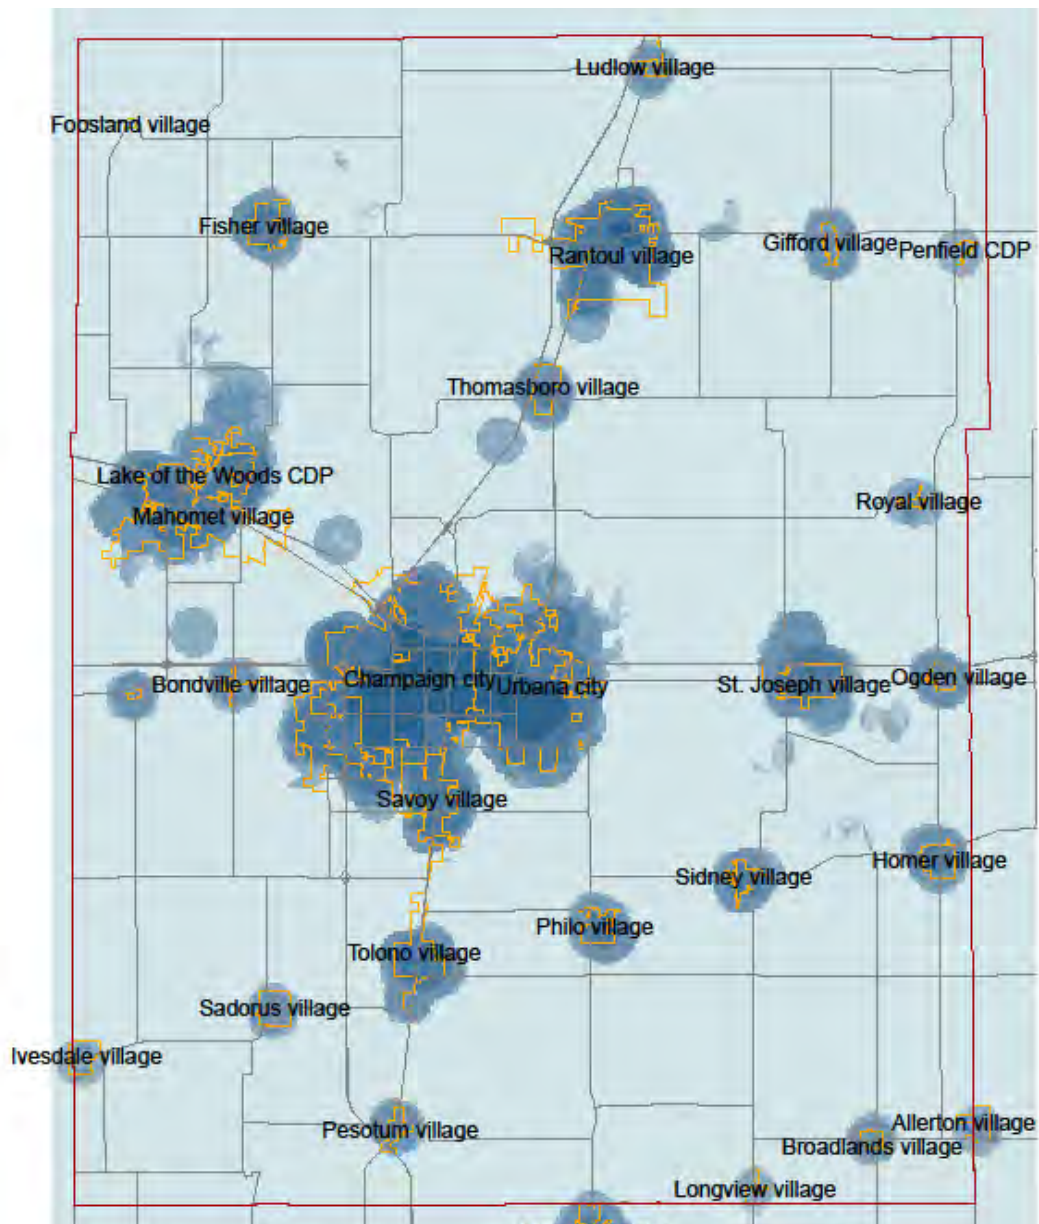 Ludlow village
Foosland village
Fisher village
Rantoul village
Gifford village
Penfield CDP
Thomasboro village
Lake of the Woods CDP
Mahomet village
Royal village
Bondville village
Champaign city
Urbana city
St. Joseph village
Ogden village
Savoy village
Sidney village
Homer village
Philo village
Tolono village
Sadorus village
Ivesdale village
Pesotum village
Allerton village
Broadlands village
Longview village